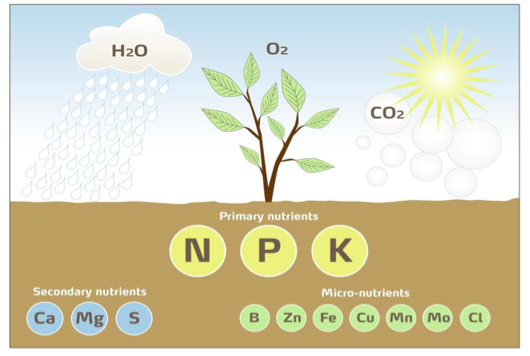 H2O
O2
CO2
Primary nutrients
N P K
Secondary nutrients
Ca Mg S
Micro-nutrients
B Zn Fe Cu Mn Mo Cl